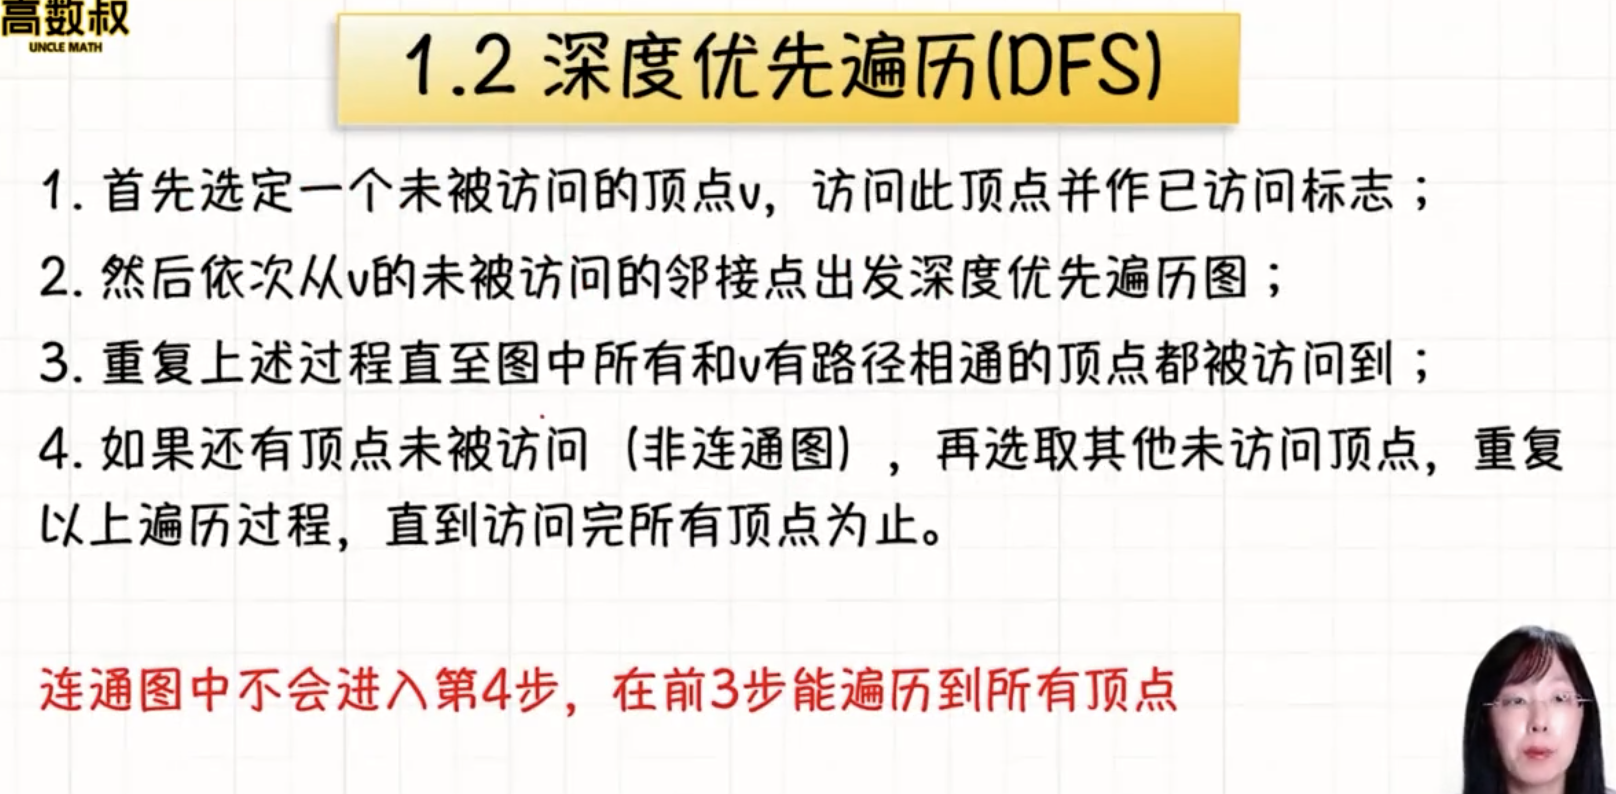 高数叔
UNCLE MATH
1.2 深度优先遍历(DFS)
1. 首先选定一个未被访问的顶点v，访问此顶点并作已访问标志；
2. 然后依次从v的未被访问的邻接点出发深度优先遍历图；
3. 重复上述过程直至图中所有和v有路径相通的顶点都被访问到；
4. 如果还有顶点未被访问（非连通图），再选取其他未访问顶点，重复
以上遍历过程，直到访问完所有顶点为止。
连通图中不会进入第4步，在前3步能遍历到所有顶点